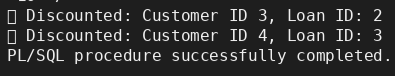 ▯ Discounted: Customer ID 3, Loan ID: 2
▯ Discounted: Customer ID 4, Loan ID: 3
PL/SQL procedure successfully completed.